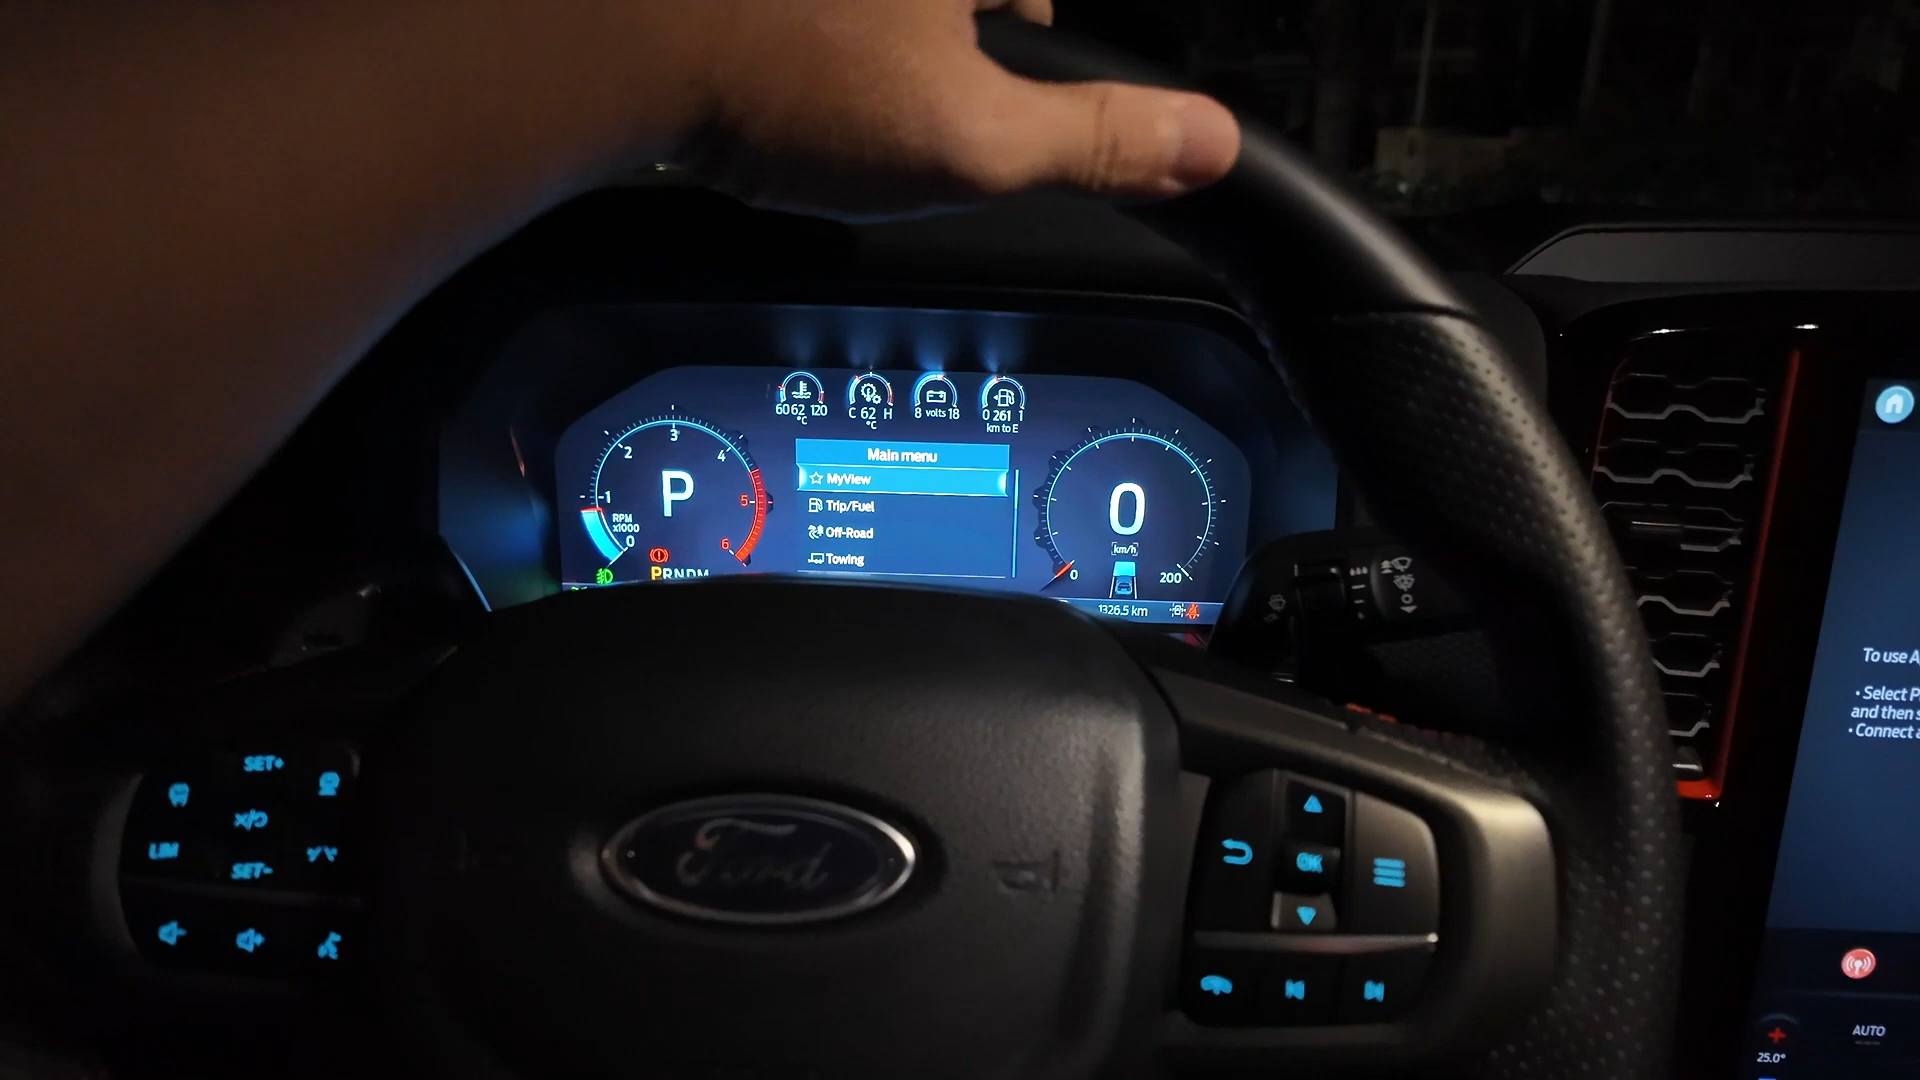 60 62 120
°C
C 62 H
°C
8 volts 18
0 261 1
km to E
Main menu
MyView
Trip/Fuel
Off-Road
Towing
1
2
3
4
5
6
0
RPM
x1000
P
PRNDM
0
km/h
0
200
1326.5 km
SET+
LIM
SET-
Ford
OK
To use A
• Select P
and then s
• Connect a
AUTO
25.0°